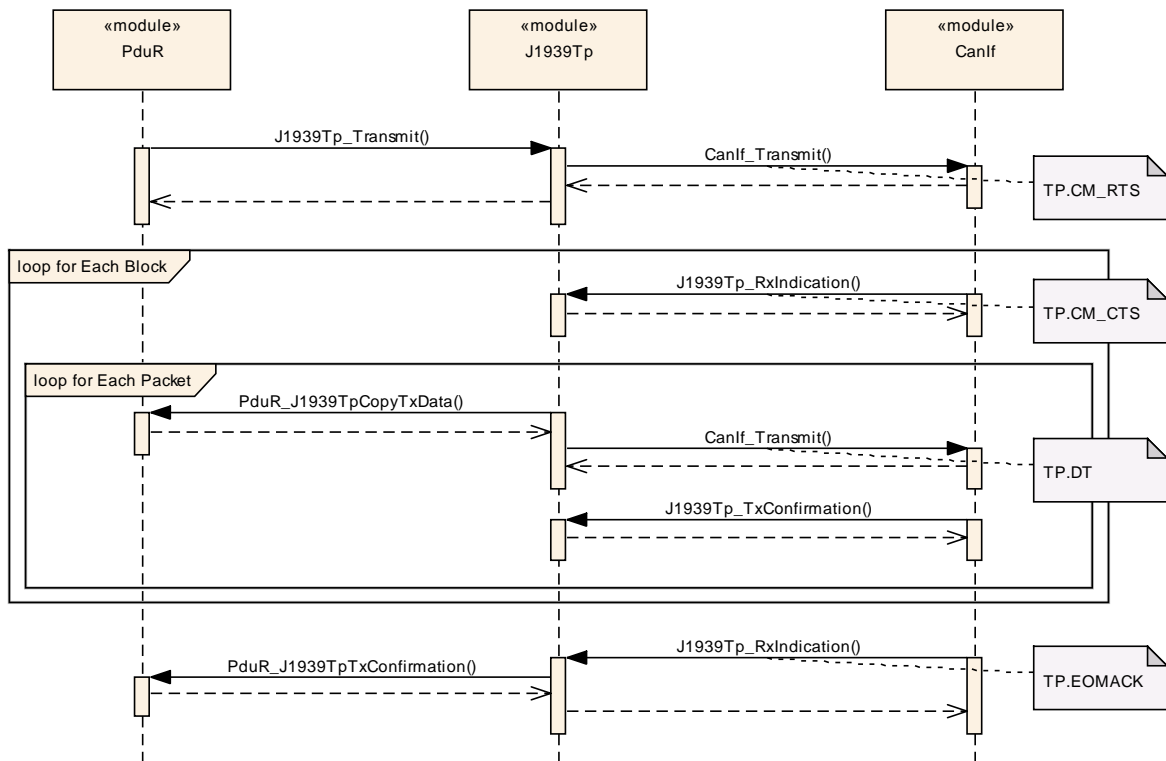 «module»
PduR
«module»
J1939Tp
«module»
CanIf
J1939Tp_Transmit()
CanIf_Transmit()
TP.CM_RTS
loop for Each Block
J1939Tp_RxIndication()
TP.CM_CTS
loop for Each Packet
PduR_J1939TpCopyTxData()
CanIf_Transmit()
TP.DT
J1939Tp_TxConfirmation()
J1939Tp_RxIndication()
PduR_J1939TpTxConfirmation()
TP.EOMACK